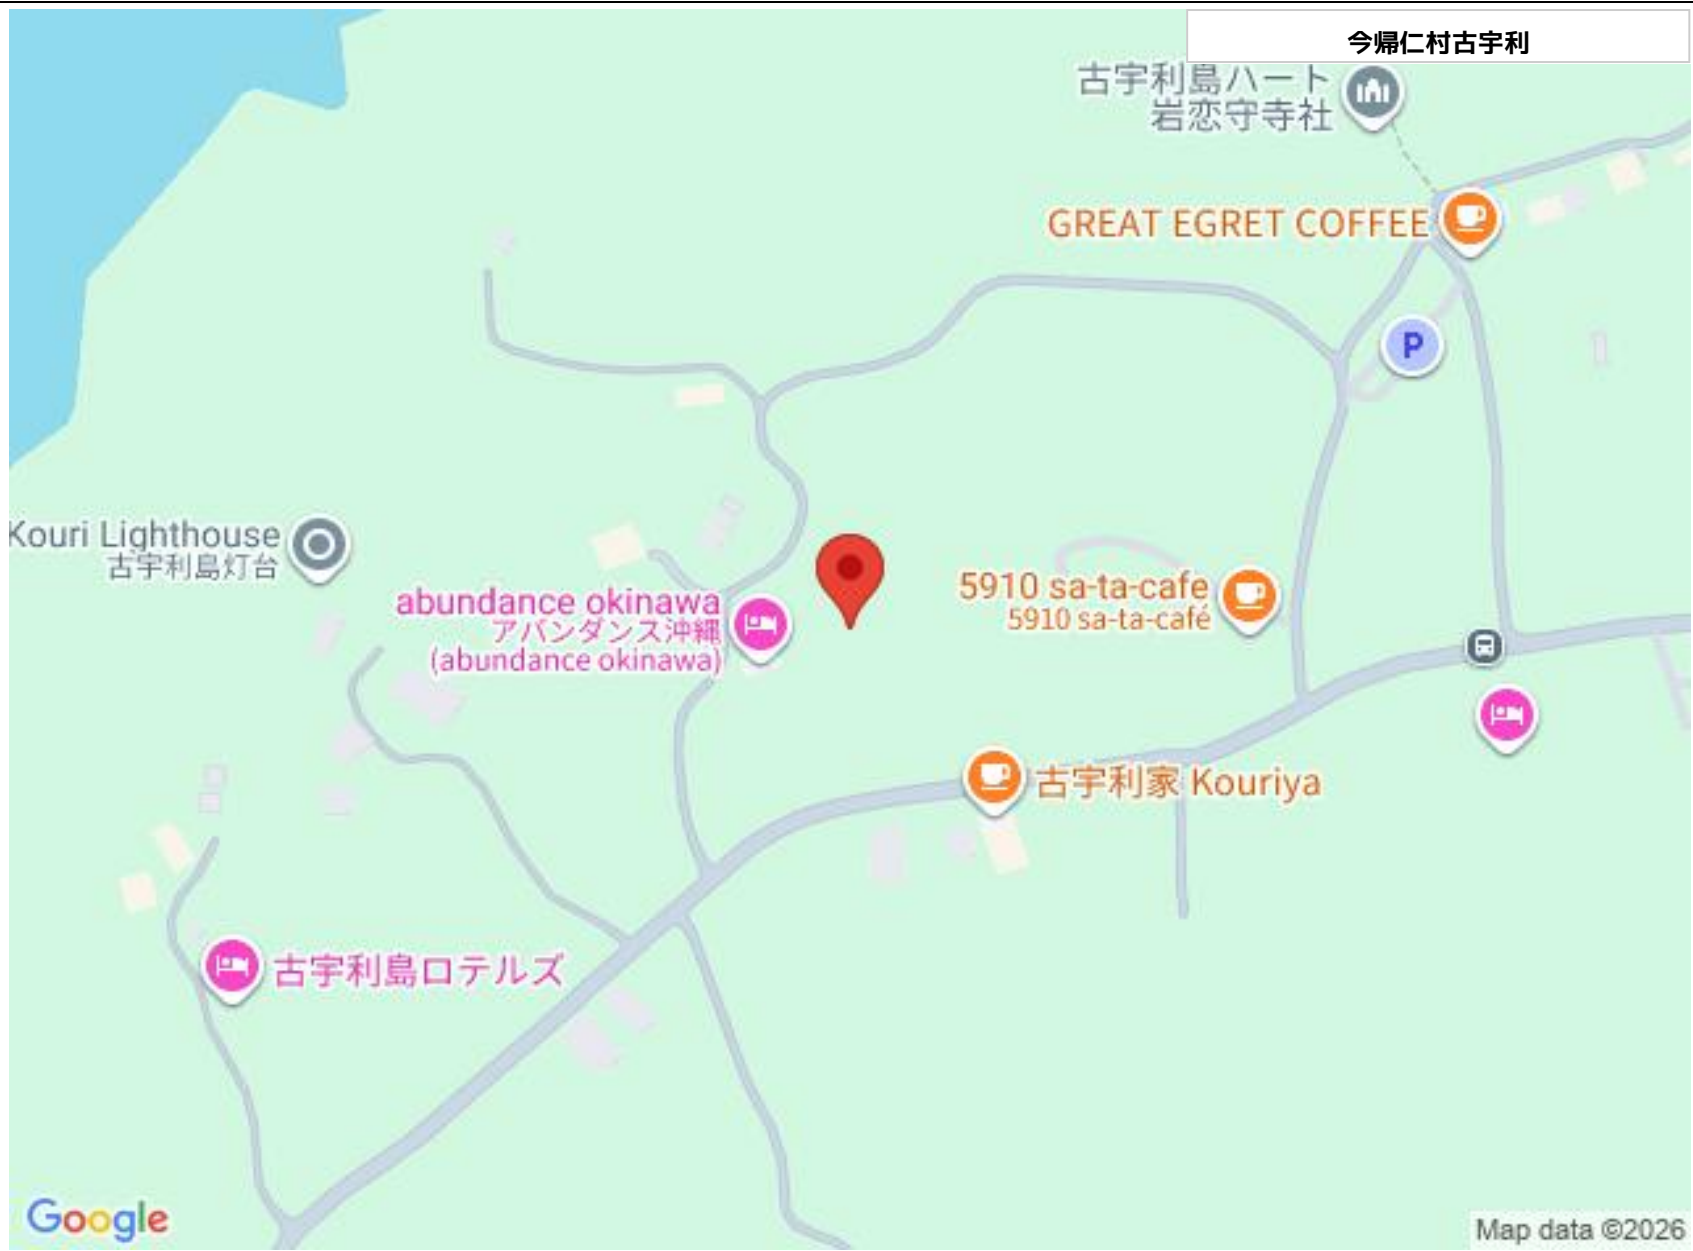 今帰仁村古宇利
古宇利島ハート
岩恋守寺社
GREAT EGRET COFFEE
P
Kouri Lighthouse
古宇利島灯台
abundance okinawa
アバンダンス沖縄
(abundance okinawa)
5910 sa-ta-cafe
5910 sa-ta-café
古宇利家 Kouriya
古宇利島ロテルズ
Google
Map data ©2026